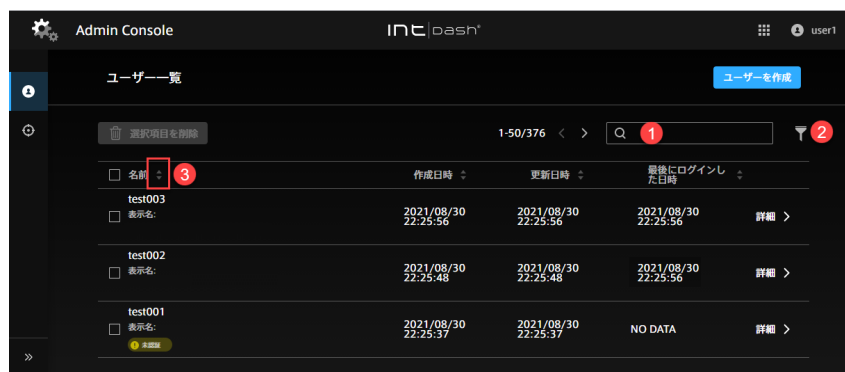 Admin Console
intdash®
user1
ユーザー一覧
ユーザーを作成
選択項目を削除
1-50/376
1
2
名前
3
作成日時
更新日時
最後にログインし
た日時
test003
表示名:
2021/08/30
22:25:56
2021/08/30
22:25:56
2021/08/30
22:25:56
詳細
test002
表示名:
2021/08/30
22:25:48
2021/08/30
22:25:48
2021/08/30
22:25:56
詳細
test001
表示名:
未認証
2021/08/30
22:25:37
2021/08/30
22:25:37
NO DATA
詳細